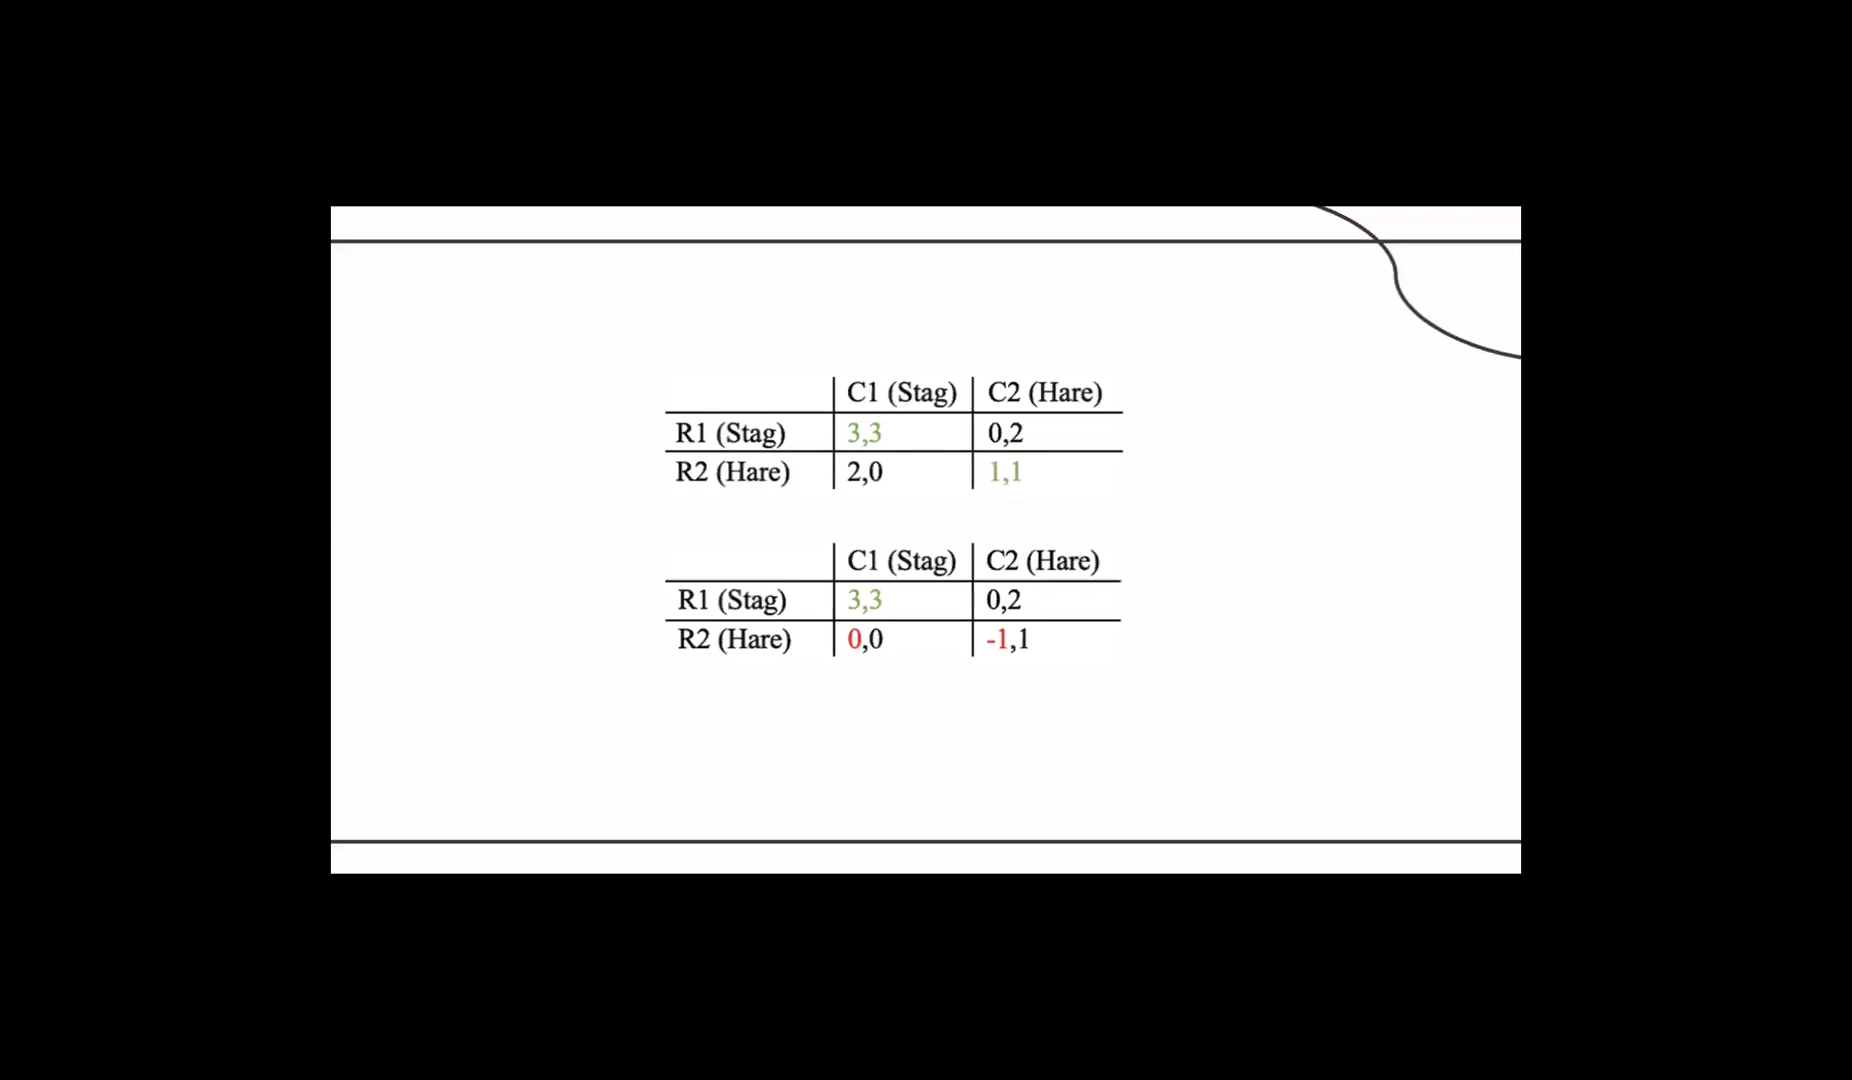 C1 (Stag) C2 (Hare)
R1 (Stag) 3,3 0,2
R2 (Hare) 2,0 1,1
C1 (Stag) C2 (Hare)
R1 (Stag) 3,3 0,2
R2 (Hare) 0,0 -1,1